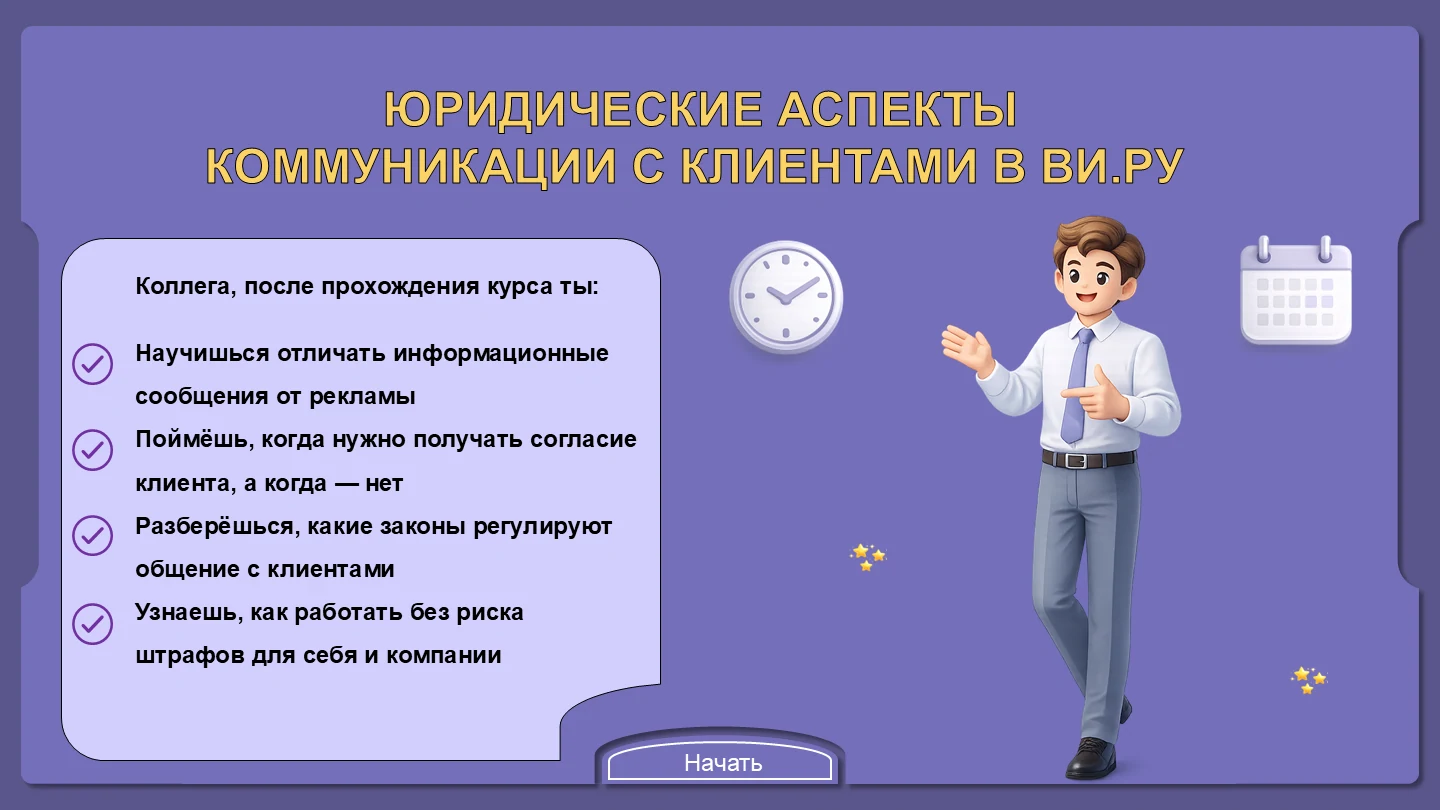 ЮРИДИЧЕСКИЕ АСПЕКТЫ
КОММУНИКАЦИИ С КЛИЕНТАМИ В ВИ.РУ
Коллега, после прохождения курса ты:
Научишься отличать информационные
сообщения от рекламы
Поймёшь, когда нужно получать согласие
клиента, а когда — нет
Разберёшься, какие законы регулируют
общение с клиентами
Узнаешь, как работать без риска
штрафов для себя и компании
Начать